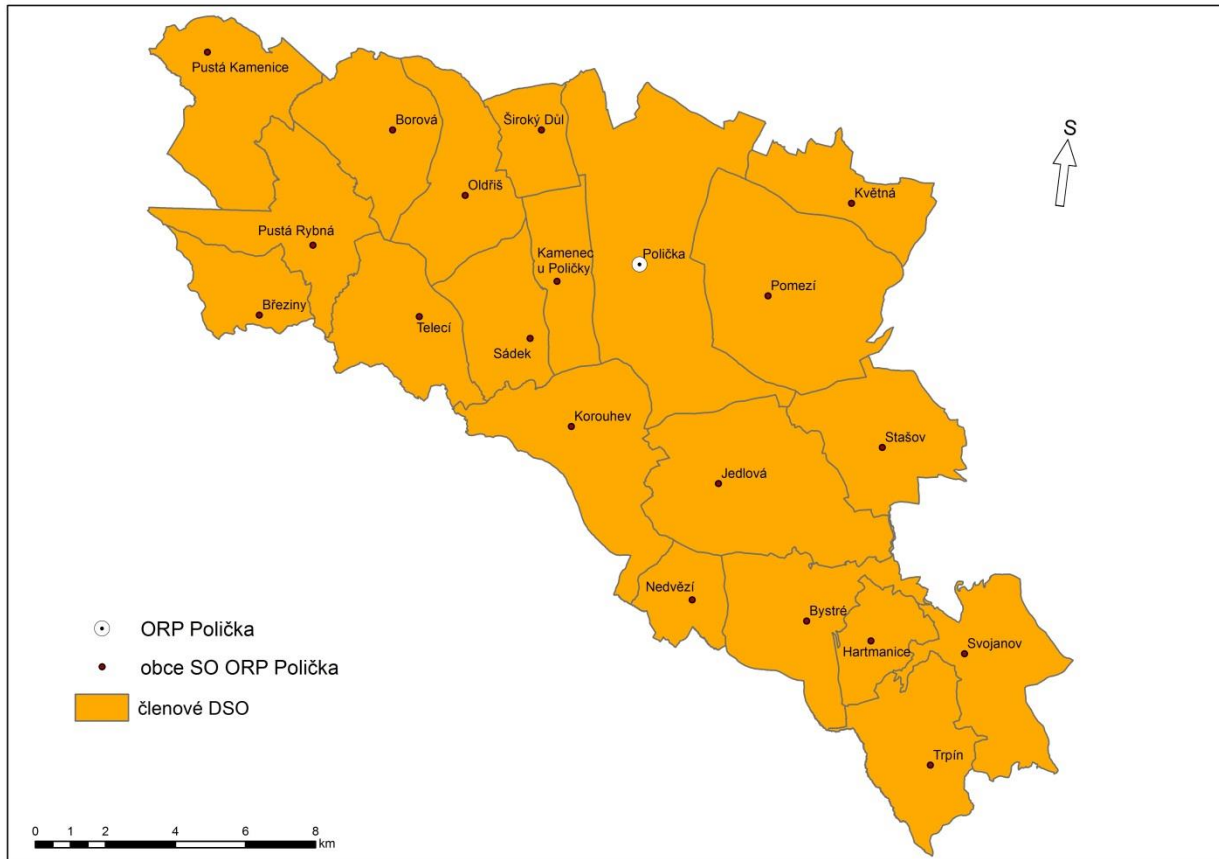 Pustá Kamenice
Borová
Široký Důl
S
Oldřiš
Květná
Pustá Rybná
Kamenec
u Poličky
Polička
Pomezí
Březiny
Telecí
Sádek
Korouhev
Stašov
Jedlová
Nedvězí
Bystré
Hartmanice
Svojanov
Trpín
ORP Polička
obce SO ORP Polička
členové DSO
0 1 2 4 6 8
km